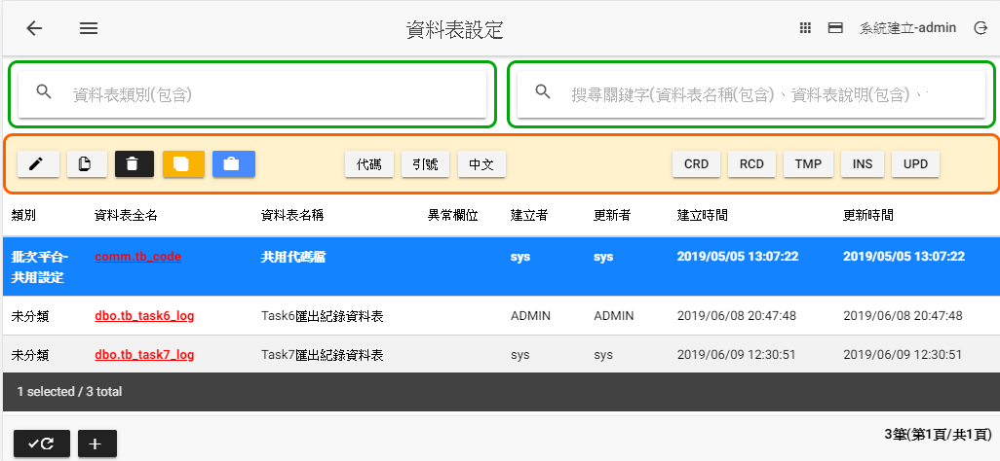 資料表設定
系統建立-admin
資料表類別(包含)
搜尋關鍵字(資料表名稱(包含)、資料表說明(包含)、
代碼 引號 中文 CRD RCD TMP INS UPD
類別 資料表全名 資料表名稱 異常欄位 建立者 更新者 建立時間 更新時間
批次平台-
共用設定 comm.tb_code 共用代碼檔 sys sys 2019/05/05 13:07:22 2019/05/05 13:07:22
未分類 dbo.tb_task6_log Task6匯出紀錄資料表 ADMIN ADMIN 2019/06/08 20:47:48 2019/06/08 20:47:48
未分類 dbo.tb_task7_log Task7匯出紀錄資料表 sys sys 2019/06/09 12:30:51 2019/06/09 12:30:51
1 selected / 3 total
3筆(第1頁/共1頁)